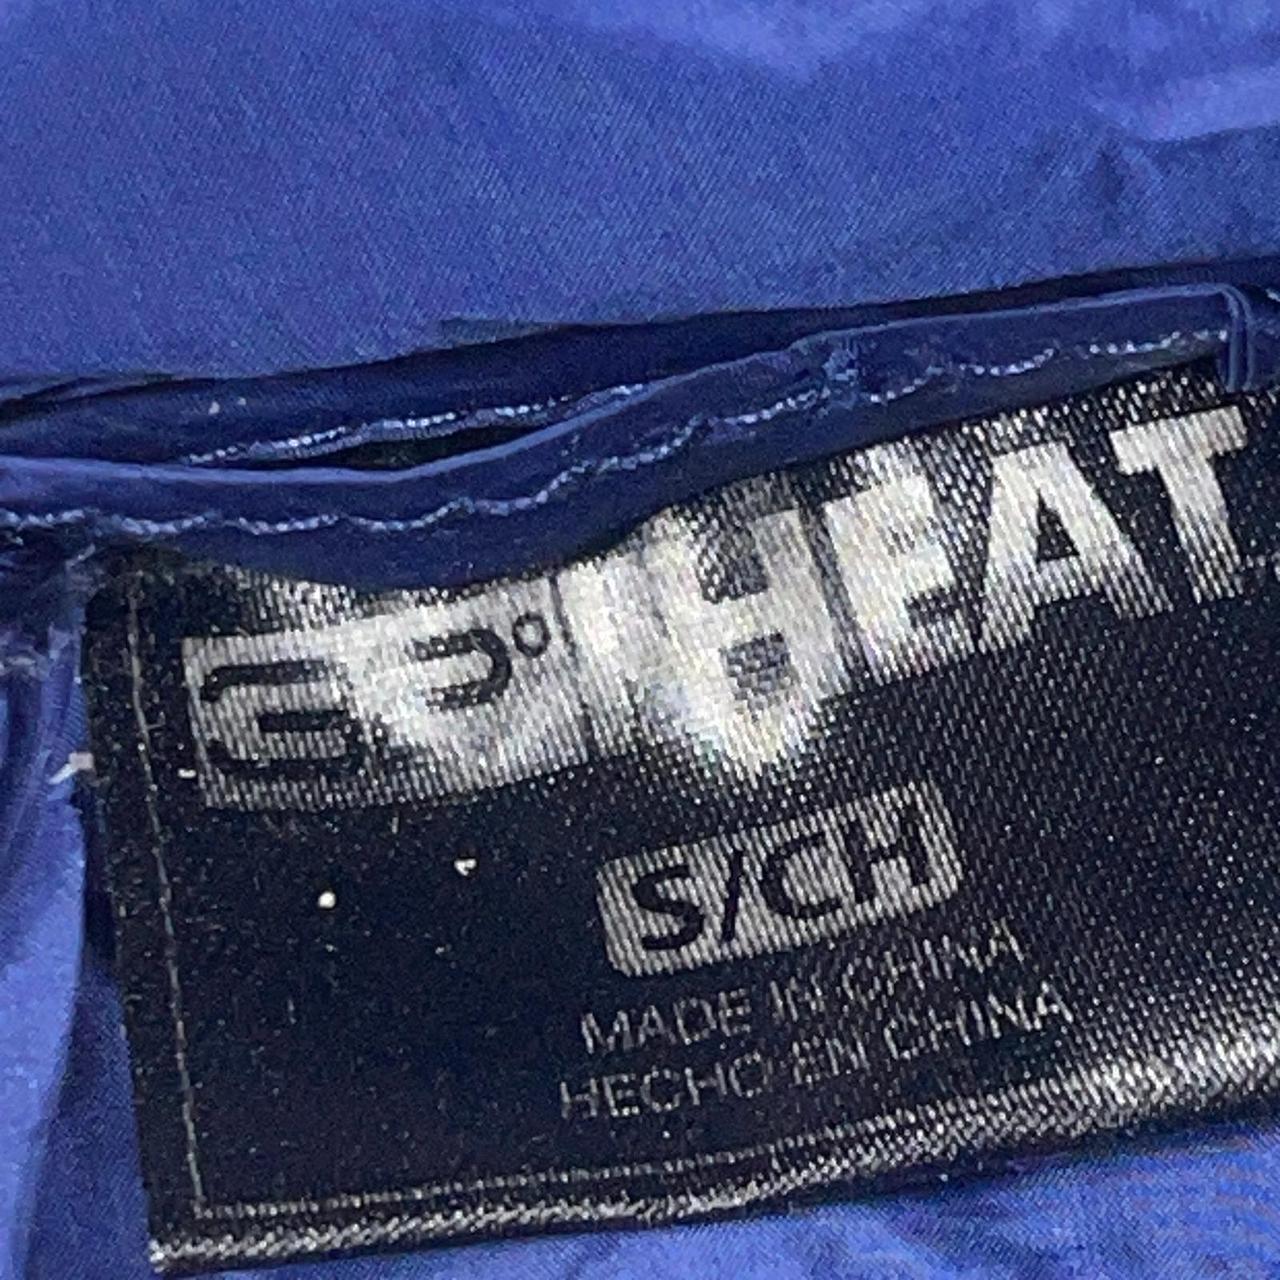 32° HEAT
S/CH
MADE IN CHINA
HECHO EN CHINA